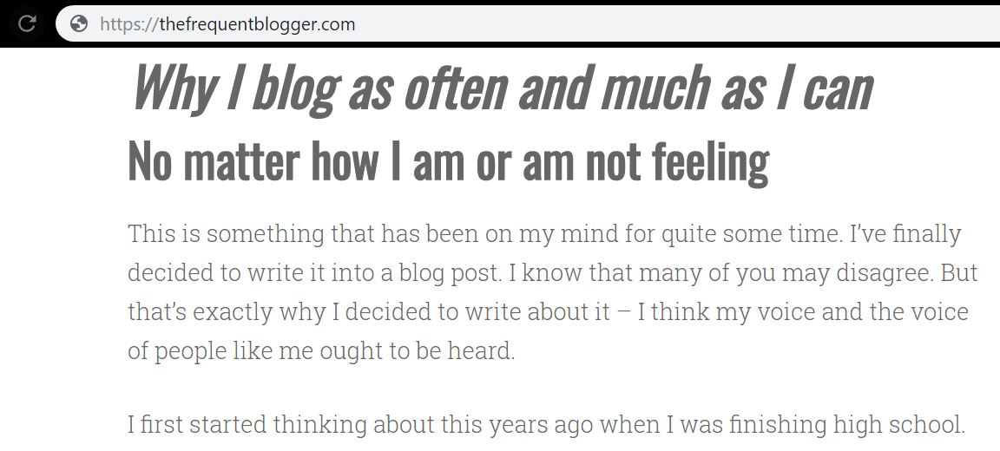 https://thefrequentblogger.com
Why I blog as often and much as I can
No matter how I am or am not feeling
This is something that has been on my mind for quite some time. I've finally
decided to write it into a blog post. I know that many of you may disagree. But
that's exactly why I decided to write about it – I think my voice and the voice
of people like me ought to be heard.
I first started thinking about this years ago when I was finishing high school.